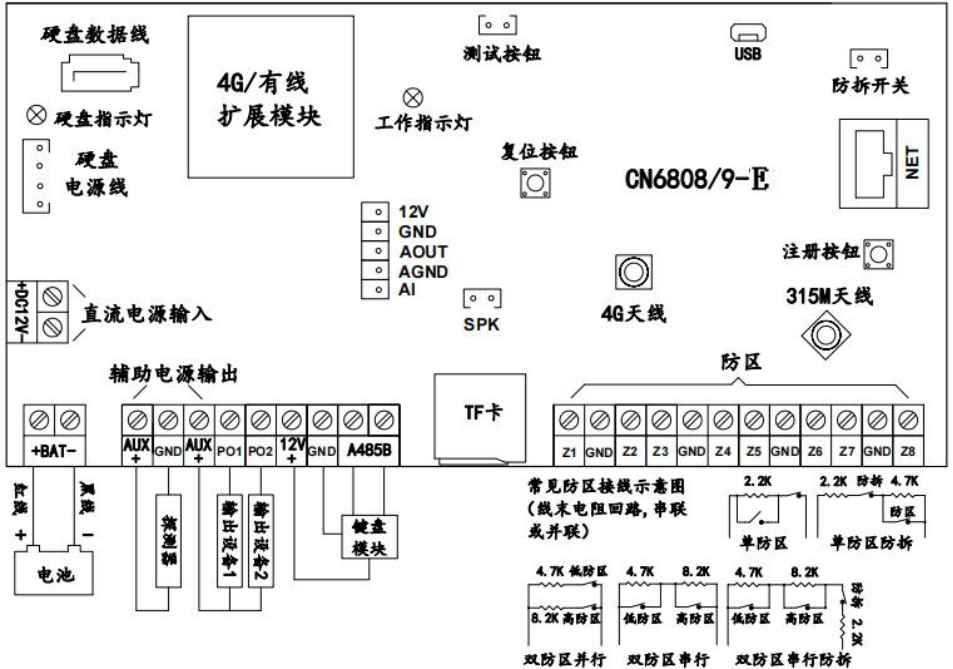 硬盘数据线
硬盘指示灯
硬盘
电源线
4G/有线
扩展模块
测试按钮
工作指示灯
USB
防拆开关
复位按钮
CN6808/9-E
NET
12V
GND
AOUT
AGND
AI
SPK
4G天线
注册按钮
315M天线
+DC12V-
直流电源输入
辅助电源输出
TF卡
防区
+BAT-
AUX
+
GND
AUX
+
PO1
PO2
12V
+
GND
A485B
Z1
GND
Z2
Z3
GND
Z4
Z5
GND
Z6
Z7
GND
Z8
红线
黑线
+
-
电池
探测器
输出设备1
输出设备2
键盘
模块
常见防区接线示意图
(线末电阻回路,串联
或并联)
2.2K
单防区
2.2K 防拆 4.7K
防区
单防区防拆
4.7K 低防区
8.2K 高防区
双防区并行
4.7K 8.2K
低防区 高防区
双防区串行
4.7K 8.2K
低防区 高防区
防拆 2.2K
双防区串行防拆